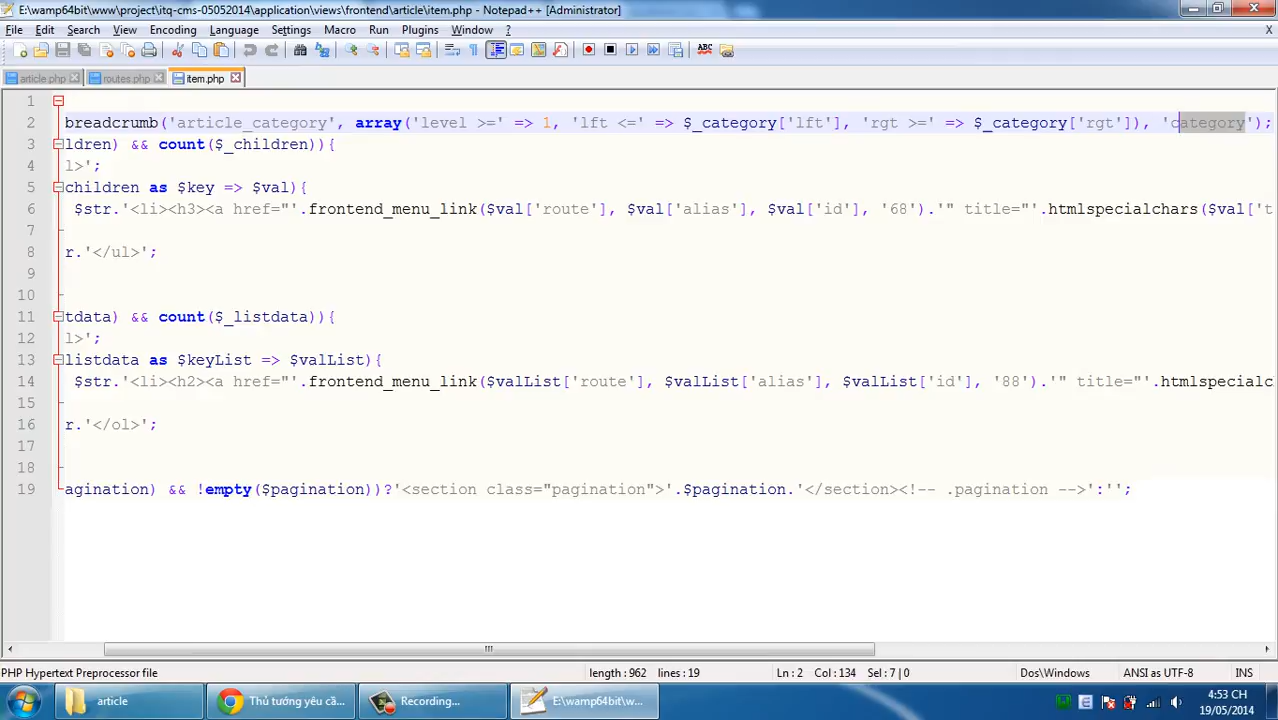 E:\wamp64bit\www\project\itq-cms-05052014\application\views\frontend\article\item.php - Notepad++ [Administrator]
File Edit Search View Encoding Language Settings Macro Run Plugins Window ? X
article.php routes.php item.php
1
2 breadcrumb('article_category', array('level >=' => 1, 'lft <=' => $_category['lft'], 'rgt >=' => $_category['rgt']), 'category');
3 ldren) && count($_children)){
4 l>';
5 children as $key => $val){
6 $str.'<li><h3><a href="'.frontend_menu_link($val['route'], $val['alias'], $val['id'], '68').'" title="'.htmlspecialchars($val['t
7
8 r.'</ul>';
9
10
11 tdata) && count($_listdata)){
12 l>';
13 listdata as $keyList => $valList){
14 $str.'<li><h2><a href="'.frontend_menu_link($valList['route'], $valList['alias'], $valList['id'], '88').'" title="'.htmlspecialc
15
16 r.'</ol>';
17
18
19 agination) && !empty($pagination))?'<section class="pagination">'.$pagination.'</section><!-- .pagination -->':'';
PHP Hypertext Preprocessor file length : 962 lines : 19 Ln : 2 Col : 134 Sel : 7 | 0 Dos\Windows ANSI as UTF-8 INS
article Thủ tướng yêu cầ... Recording... E:\wamp64bit\w... 4:53 CH
19/05/2014